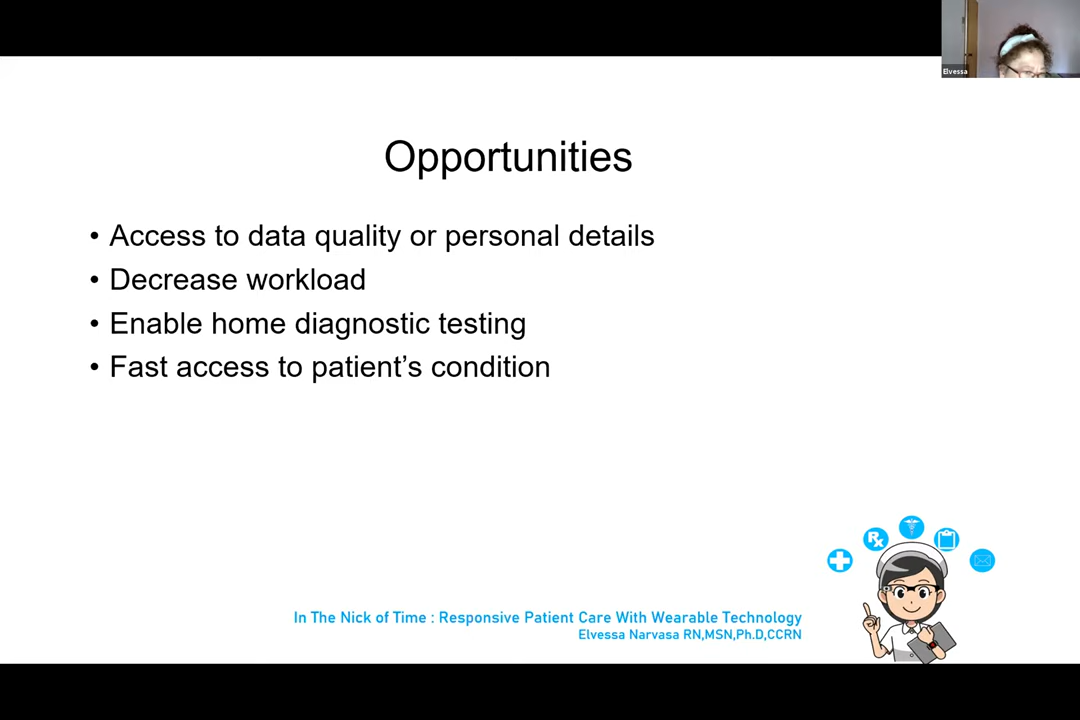 Elvessa
Opportunities
• Access to data quality or personal details
• Decrease workload
• Enable home diagnostic testing
• Fast access to patient’s condition
Rx
In The Nick of Time : Responsive Patient Care With Wearable Technology
Elvessa Narvasa RN,MSN,Ph.D,CCRN